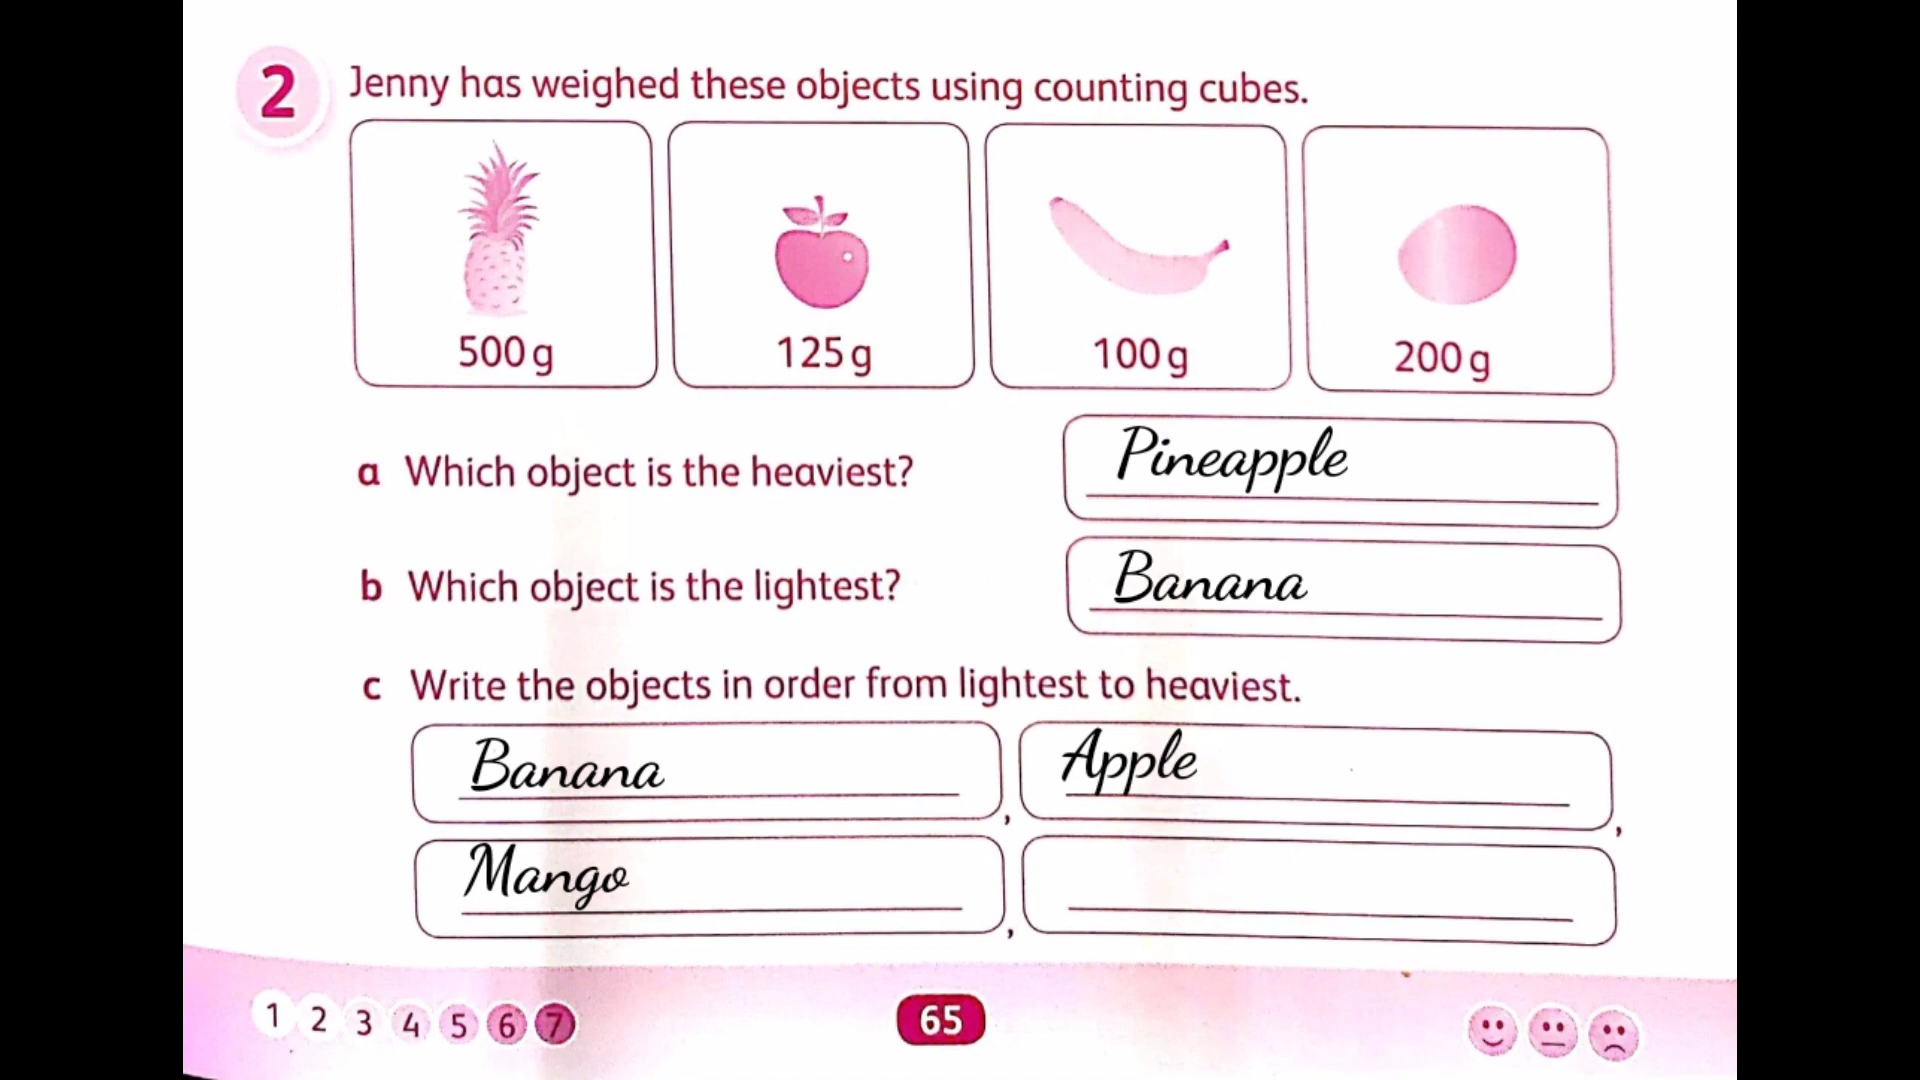 2 Jenny has weighed these objects using counting cubes.
500 g 125 g 100 g 200 g
a Which object is the heaviest? Pineapple
b Which object is the lightest? Banana
c Write the objects in order from lightest to heaviest.
Banana , Apple ,
Mango ,
1 2 3 4 5 6 7 65